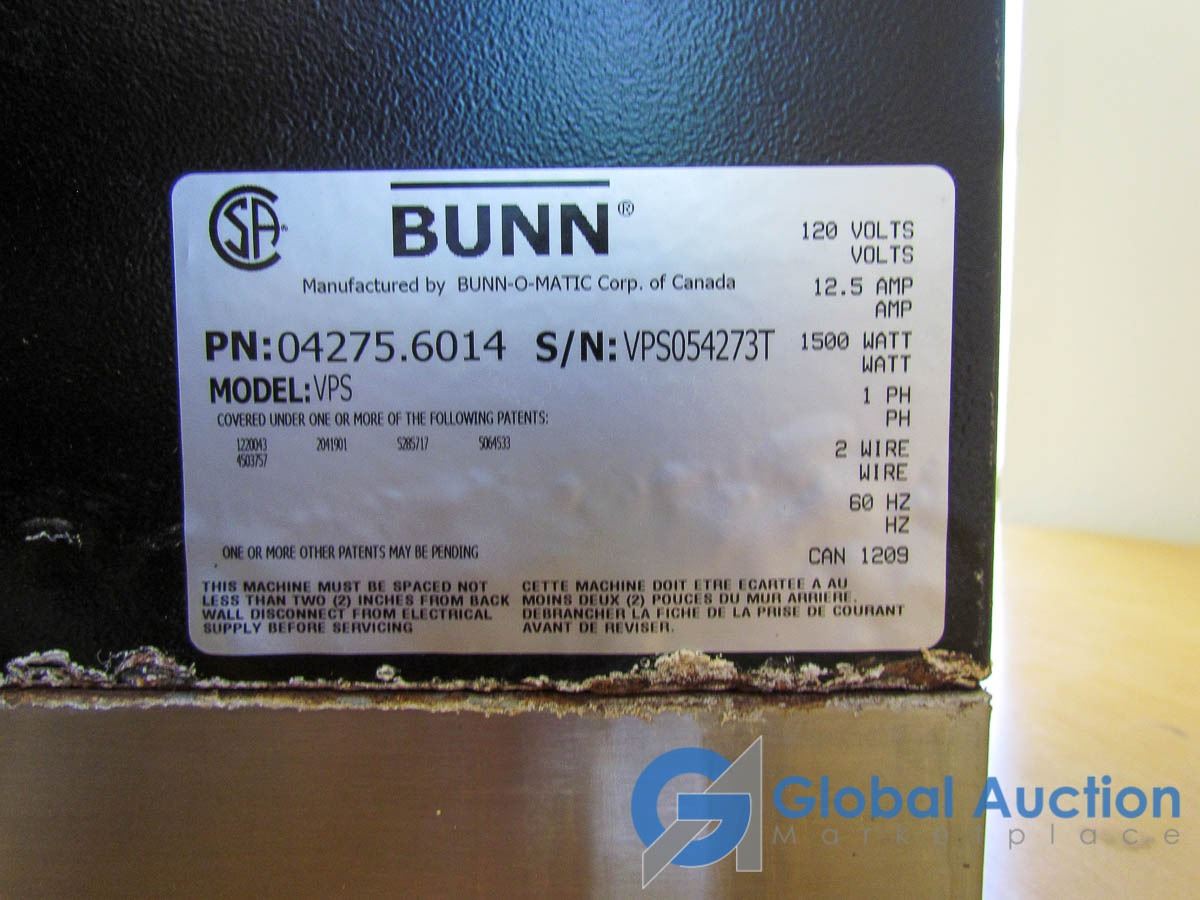 CSA®
BUNN®
Manufactured by BUNN-O-MATIC Corp. of Canada
PN:04275.6014 S/N:VPS054273T
MODEL:VPS
COVERED UNDER ONE OR MORE OF THE FOLLOWING PATENTS:
1220043 2041901 5285717 5064533
4503757
ONE OR MORE OTHER PATENTS MAY BE PENDING
120 VOLTS
VOLTS
12.5 AMP
AMP
1500 WATT
WATT
1 PH
PH
2 WIRE
WIRE
60 HZ
HZ
CAN 1209
THIS MACHINE MUST BE SPACED NOT
LESS THAN TWO (2) INCHES FROM BACK
WALL DISCONNECT FROM ELECTRICAL
SUPPLY BEFORE SERVICING
CETTE MACHINE DOIT ETRE ECARTEE A AU
MOINS DEUX (2) POUCES DU MUR ARRIERE.
DEBRANCHER LA FICHE DE LA PRISE DE COURANT
AVANT DE REVISER.
Global Auction
Marketplace